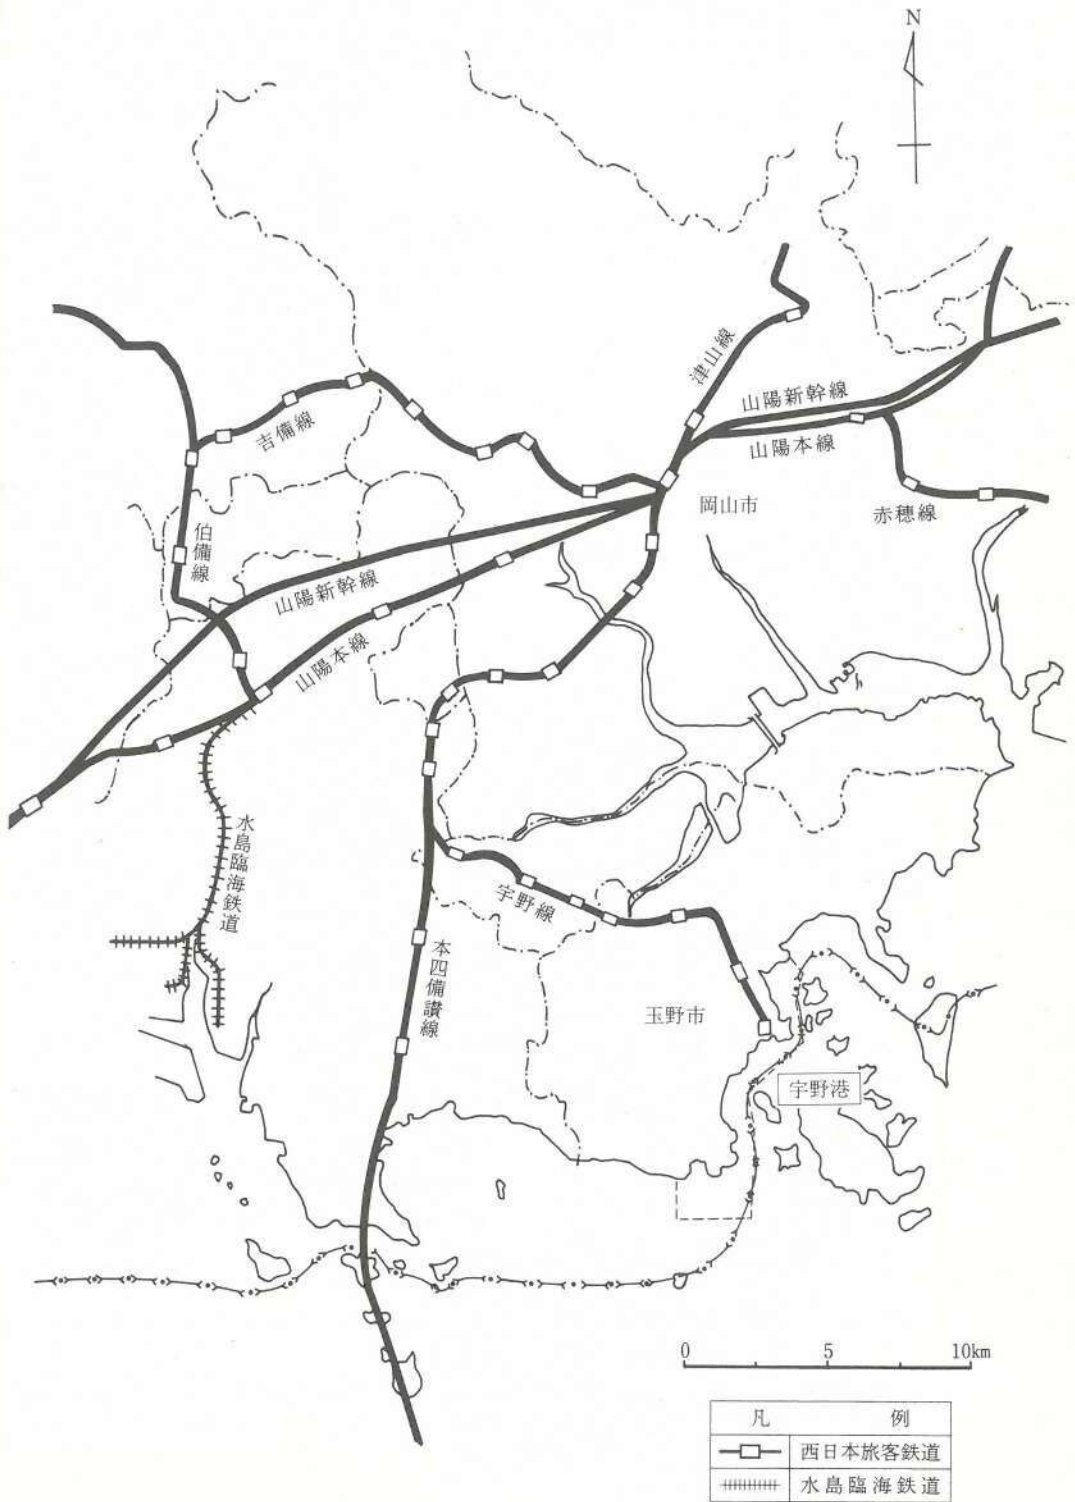 N
津山線
山陽新幹線
山陽本線
吉備線
岡山市
赤穂線
伯備線
山陽新幹線
山陽本線
水島臨海鉄道
宇野線
本四備讃線
玉野市
宇野港
0 5 10km
凡例
西日本旅客鉄道
水島臨海鉄道